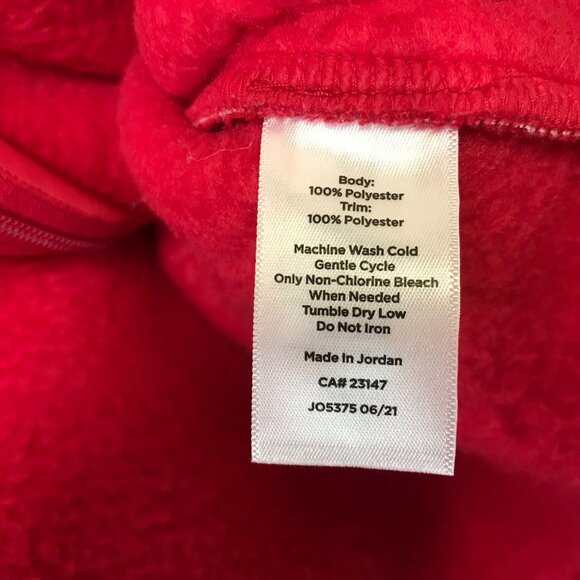 Body:
100% Polyester
Trim:
100% Polyester
Machine Wash Cold
Gentle Cycle
Only Non-Chlorine Bleach
When Needed
Tumble Dry Low
Do Not Iron
Made In Jordan
CA# 23147
JO5375 06/21